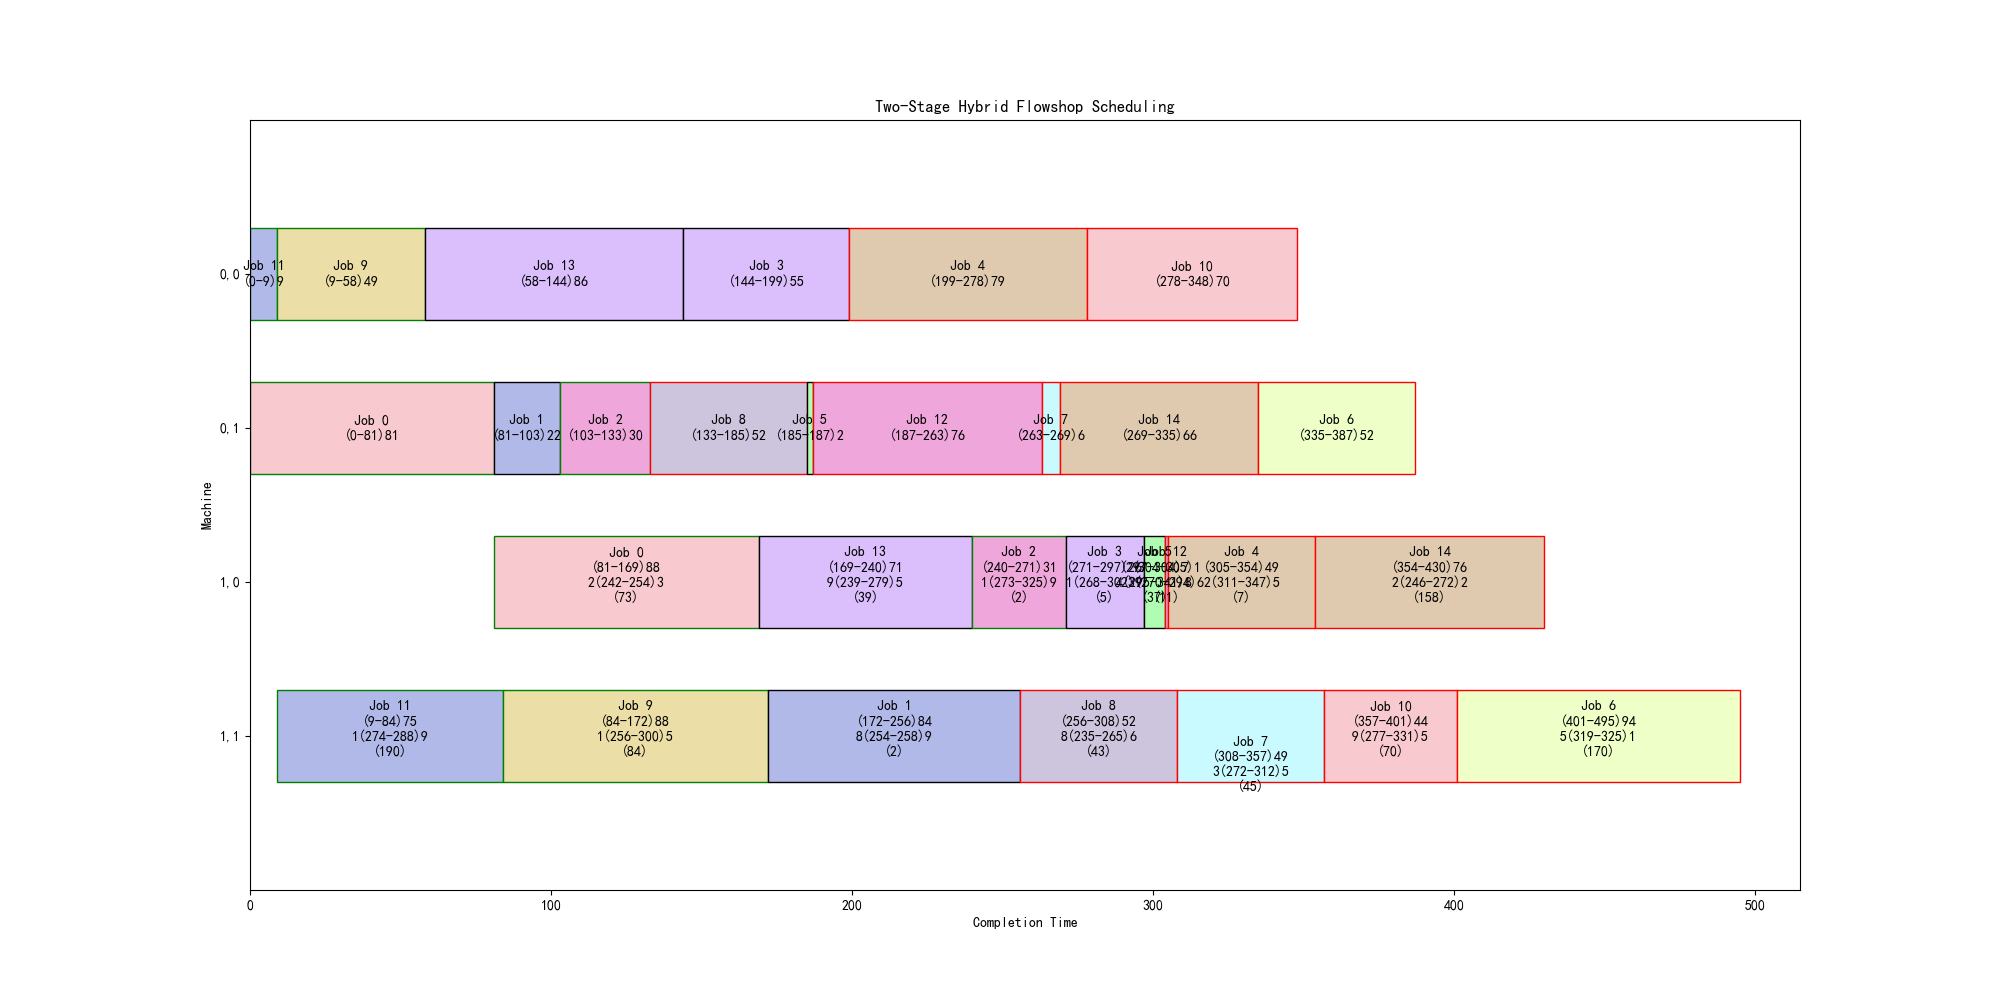 Two-Stage Hybrid Flowshop Scheduling
Machine
0,0
Job 11
(0-9)9
Job 9
(9-58)49
Job 13
(58-144)86
Job 3
(144-199)55
Job 4
(199-278)79
Job 10
(278-348)70
0,1
Job 0
(0-81)81
Job 1
(81-103)22
Job 2
(103-133)30
Job 8
(133-185)52
Job 5
(185-187)2
Job 12
(187-263)76
Job 7
(263-269)6
Job 14
(269-335)66
Job 6
(335-387)52
1,0
Job 0
(81-169)88
2(242-254)3
(73)
Job 13
(169-240)71
9(239-279)5
(39)
Job 2
(240-271)31
1(273-325)9
(2)
Job 3
(5)
Job 4
(305-354)49
(7)
Job 14
(354-430)76
2(246-272)2
(158)
1,1
Job 11
(9-84)75
1(274-288)9
(190)
Job 9
(84-172)88
1(256-300)5
(84)
Job 1
(172-256)84
8(254-258)9
(2)
Job 8
(256-308)52
8(235-265)6
(43)
Job 7
(308-357)49
3(272-312)5
(45)
Job 10
(357-401)44
9(277-331)5
(70)
Job 6
(401-495)94
5(319-325)1
(170)
0
100
200
300
400
500
Completion Time